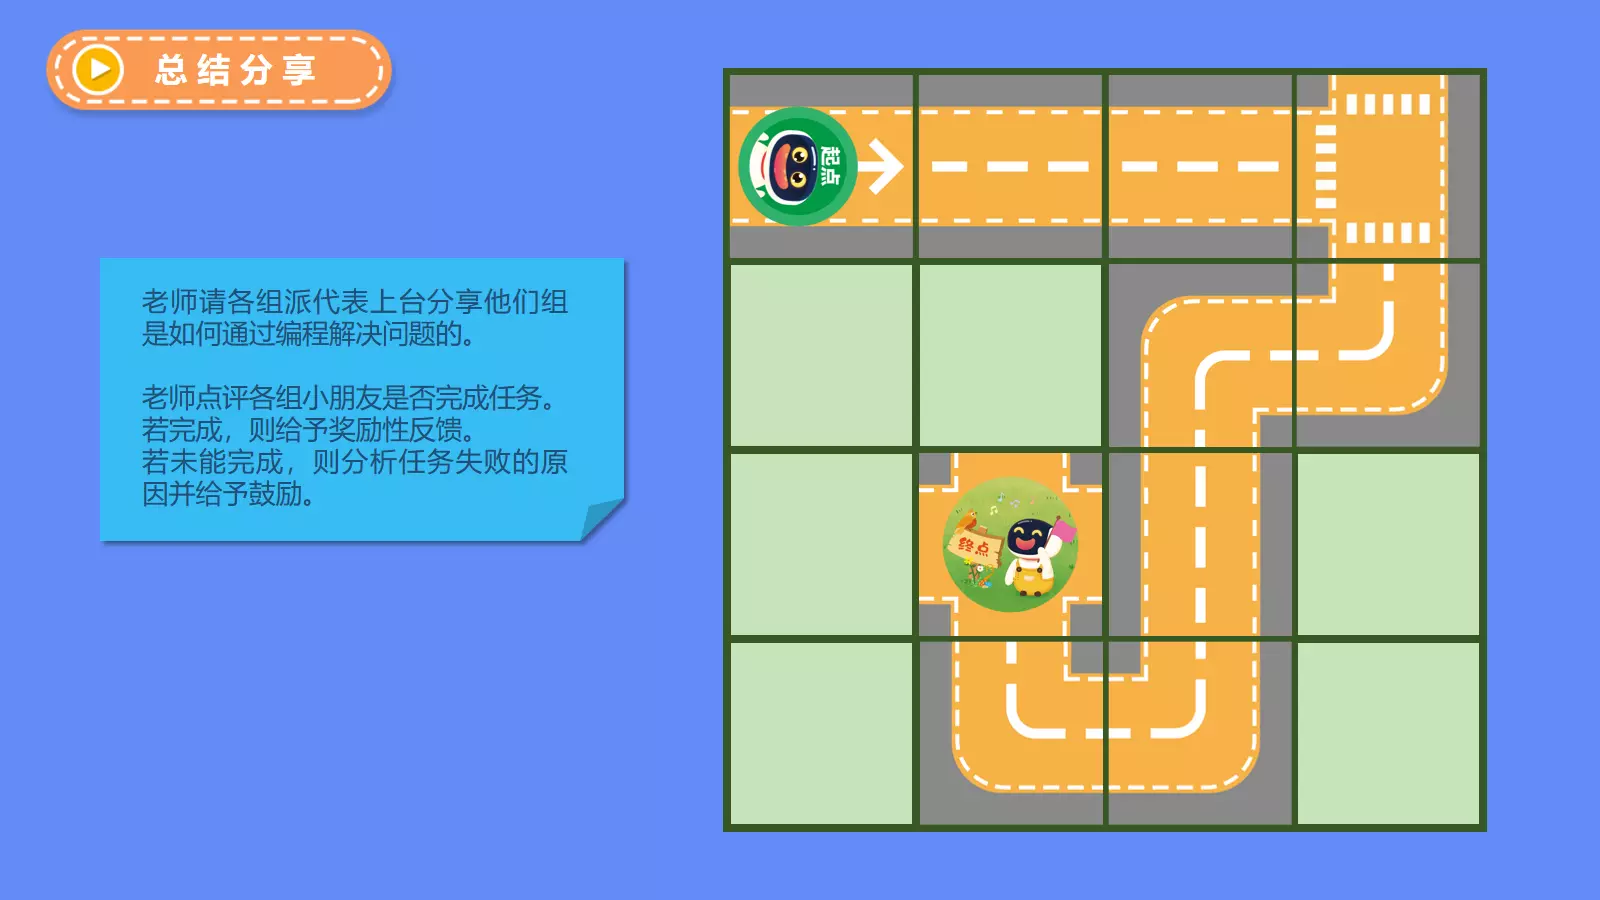 总结分享
起点
老师请各组派代表上台分享他们组
是如何通过编程解决问题的。
老师点评各组小朋友是否完成任务。
若完成，则给予奖励性反馈。
若未能完成，则分析任务失败的原
因并给予鼓励。
终点